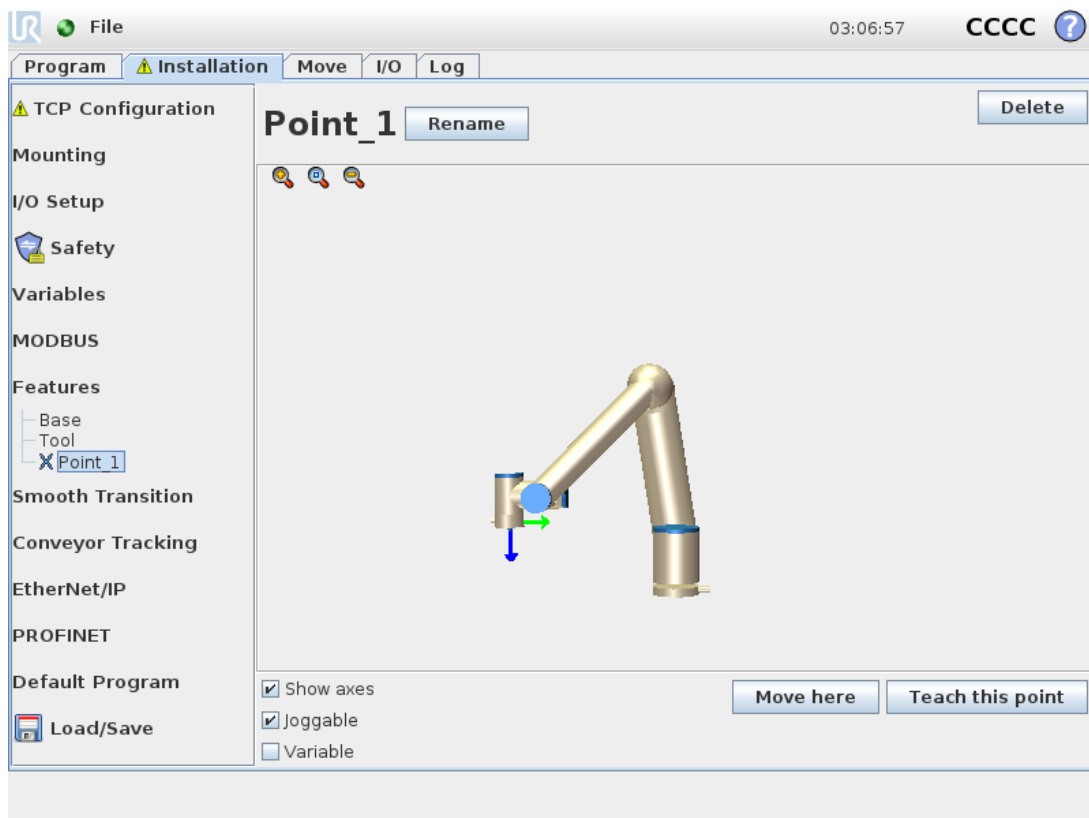 UR File 03:06:57 CCCC ?
Program Installation Move I/O Log
TCP Configuration
Mounting
I/O Setup
Safety
Variables
MODBUS
Features
Base
Tool
Point_1
Smooth Transition
Conveyor Tracking
EtherNet/IP
PROFINET
Default Program
Load/Save
Point_1 Rename Delete
Show axes
Joggable
Variable
Move here Teach this point